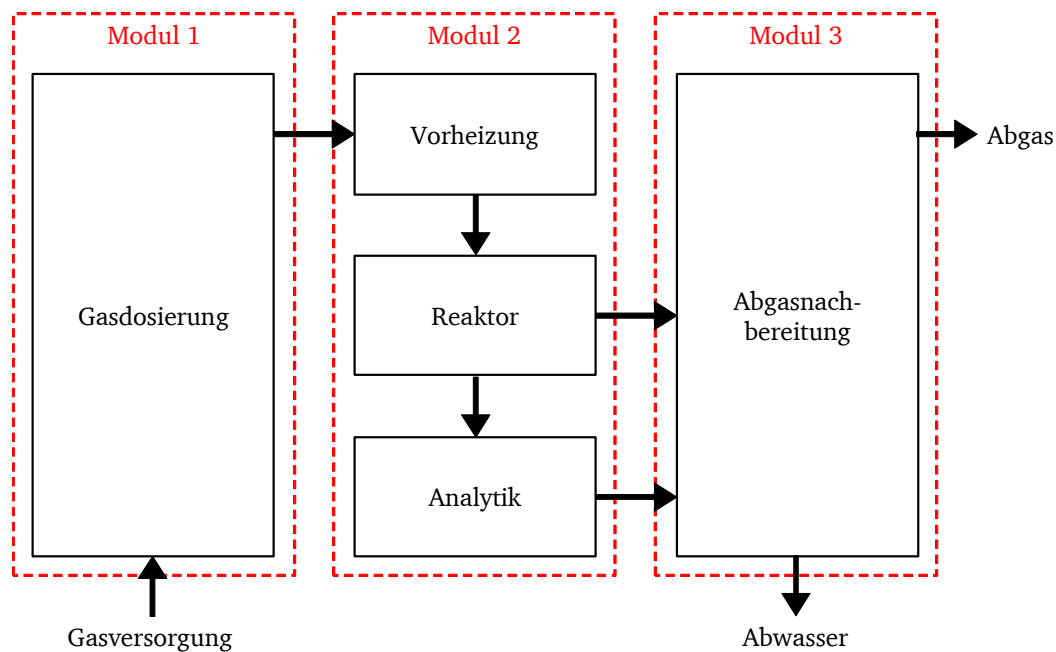 Modul 1
Modul 2
Modul 3
Vorheizung
Abgas
Gasdosierung
Reaktor
Abgasnach-
bereitung
Analytik
Gasversorgung
Abwasser